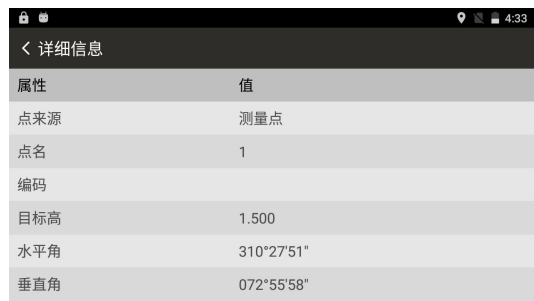 4:33
详细信息
属性 值
点来源 测量点
点名 1
编码
目标高 1.500
水平角 310°27'51"
垂直角 072°55'58"